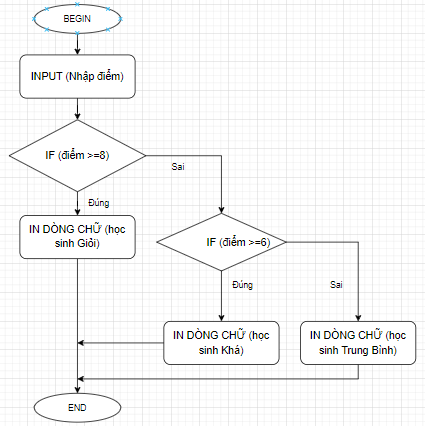 BEGIN
INPUT (Nhập điểm)
IF (điểm >=8)
Sai
Đúng
IN DÒNG CHỮ (học
sinh Giỏi)
IF (điểm >=6)
Đúng
Sai
IN DÒNG CHỮ (học
sinh Khá)
IN DÒNG CHỮ (học
sinh Trung Bình)
END